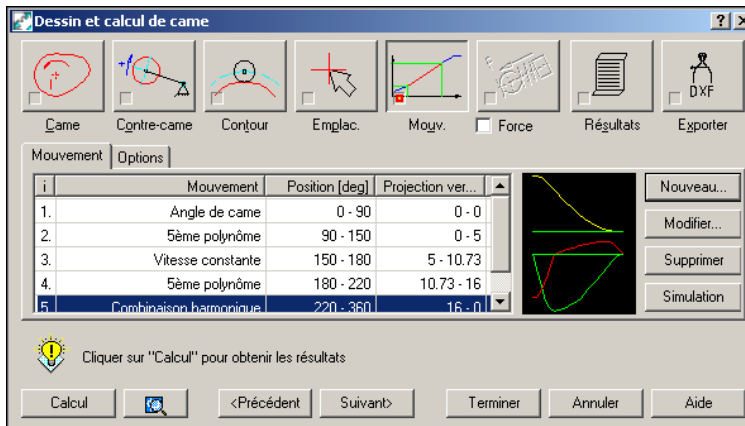 Dessin et calcul de came
DXF
Came Contre-came Contour Emplac. Mouv. Force Résultats Exporter
Mouvement Options
i Mouvement Position [deg] Projection ver...
1. Angle de came 0 - 90 0 - 0
2. 5ème polynôme 90 - 150 0 - 5
3. Vitesse constante 150 - 180 5 - 10.73
4. 5ème polynôme 180 - 220 10.73 - 16
5. Combinaison harmonique 220 - 360 16 - 0
Nouveau...
Modifier...
Supprimer
Simulation
Cliquer sur "Calcul" pour obtenir les résultats
Calcul <Précédent Suivant> Terminer Annuler Aide